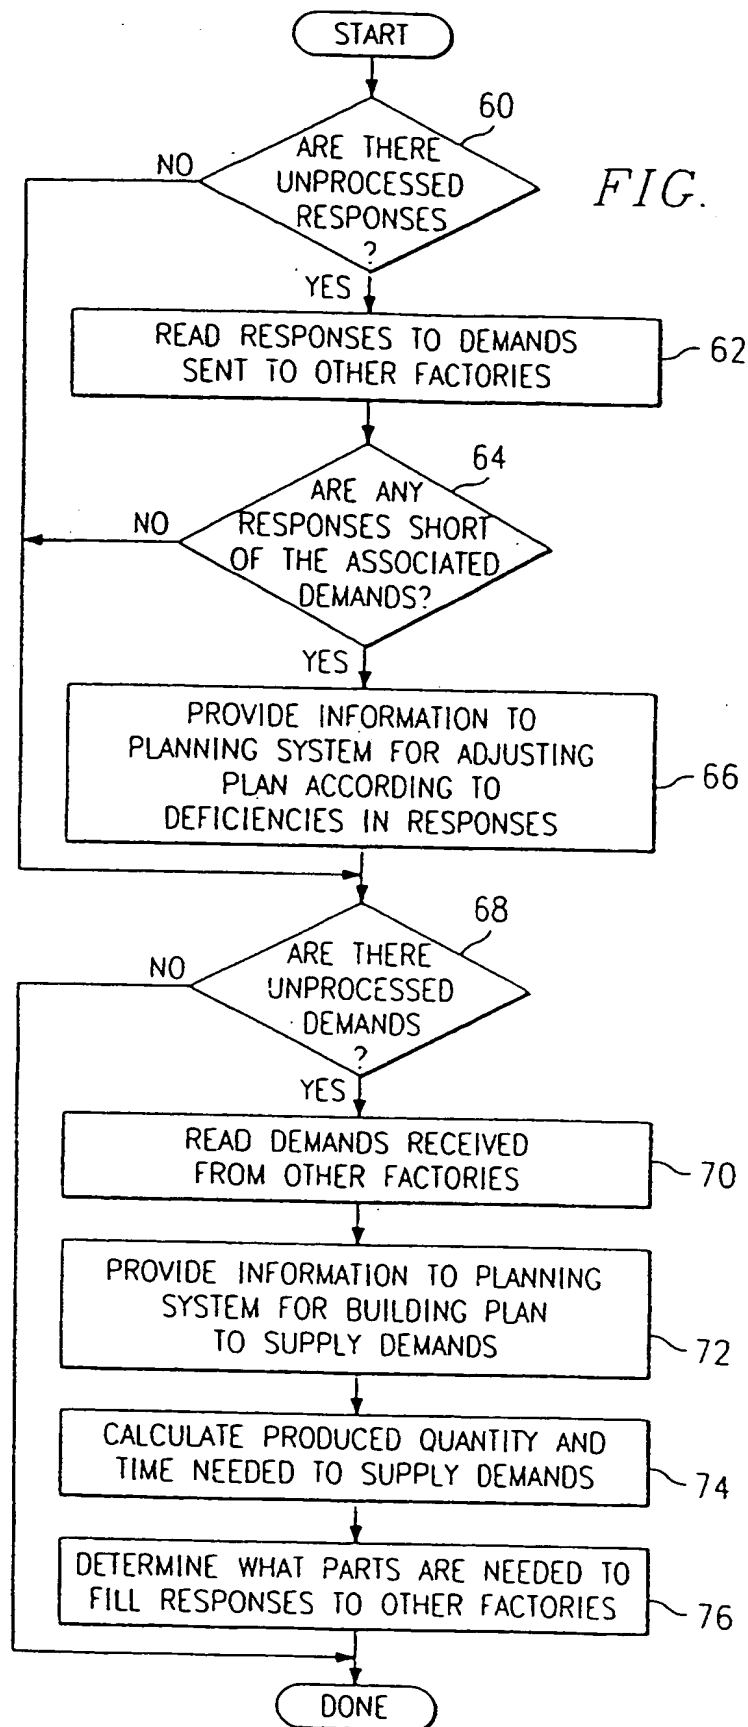 START
60
ARE THERE
UNPROCESSED
RESPONSES
?
NO
FIG.
YES
READ RESPONSES TO DEMANDS
SENT TO OTHER FACTORIES
62
64
ARE ANY
RESPONSES SHORT
OF THE ASSOCIATED
DEMANDS?
NO
YES
PROVIDE INFORMATION TO
PLANNING SYSTEM FOR ADJUSTING
PLAN ACCORDING TO
DEFICIENCIES IN RESPONSES
66
68
ARE THERE
UNPROCESSED
DEMANDS
?
NO
YES
READ DEMANDS RECEIVED
FROM OTHER FACTORIES
70
PROVIDE INFORMATION TO PLANNING
SYSTEM FOR BUILDING PLAN
TO SUPPLY DEMANDS
72
CALCULATE PRODUCED QUANTITY AND
TIME NEEDED TO SUPPLY DEMANDS
74
DETERMINE WHAT PARTS ARE NEEDED TO
FILL RESPONSES TO OTHER FACTORIES
76
DONE